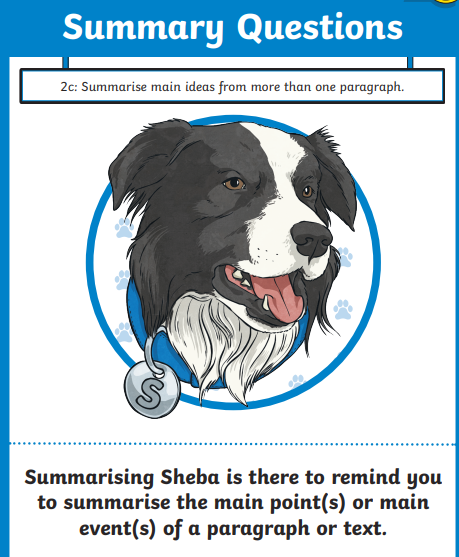 Summary Questions
2c: Summarise main ideas from more than one paragraph.
S
Summarising Sheba is there to remind you
to summarise the main point(s) or main
event(s) of a paragraph or text.